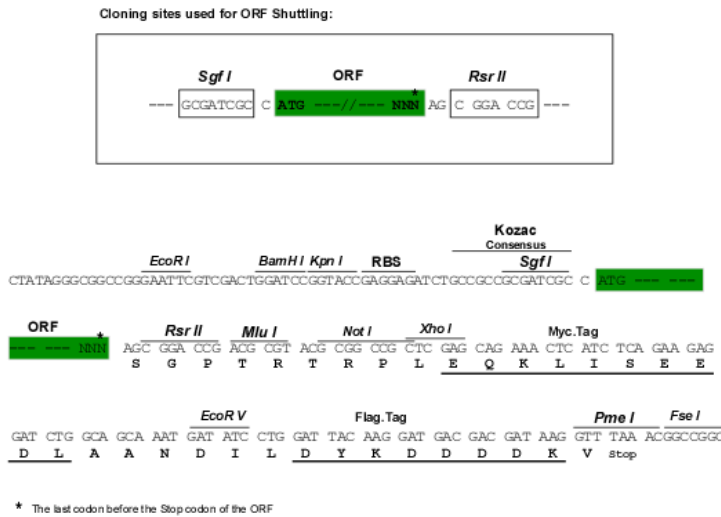 Cloning sites used for ORF Shuttling:
Sgf I ORF Rsr II
--- GCGATCGC C ATG ---//--- NNN* AG C GGA CCG ---
Kozac
Consensus
EcoR I BamH I Kpn I RBS Sgf I
CTATAGGGCGGCCGGGAATTCGTCGACTGGATCCGGTACCGAGGAGATCTGCCGCCGCGATCGC C ATG --- ---
ORF Rsr II Mlu I Not I Xho I Myc.Tag
--- --- NNN* AGC GGA CCG ACG CGT ACG CGG CCG CTC GAG CAG AAA CTC ATC TCA GAA GAG
S G P T R T R P L E Q K L I S E E
EcoR V Flag.Tag Pme I Fse I
GAT CTG GCA GCA AAT GAT ATC CTG GAT TAC AAG GAT GAC GAC GAT AAG GTT TAA ACGGCCGGC
D L A A N D I L D Y K D D D D K V Stop
* The last codon before the Stop codon of the ORF